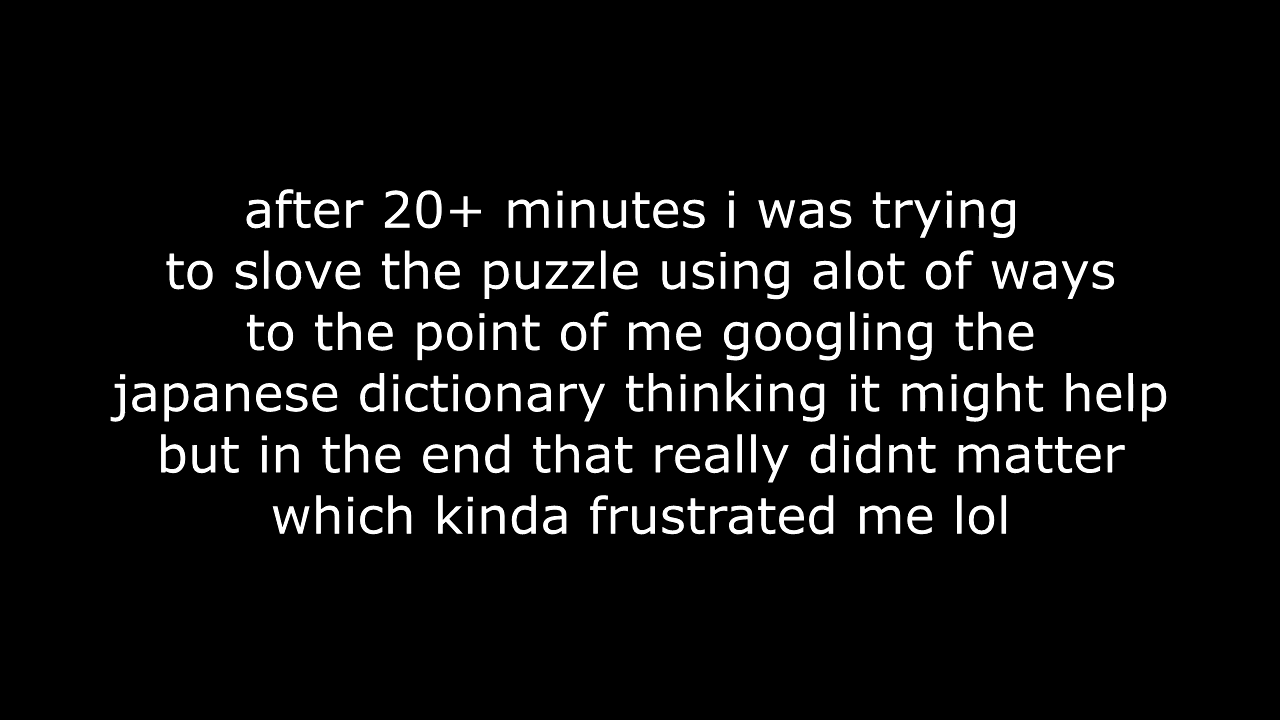 after 20+ minutes i was trying
to slove the puzzle using alot of ways
to the point of me googling the
japanese dictionary thinking it might help
but in the end that really didnt matter
which kinda frustrated me lol